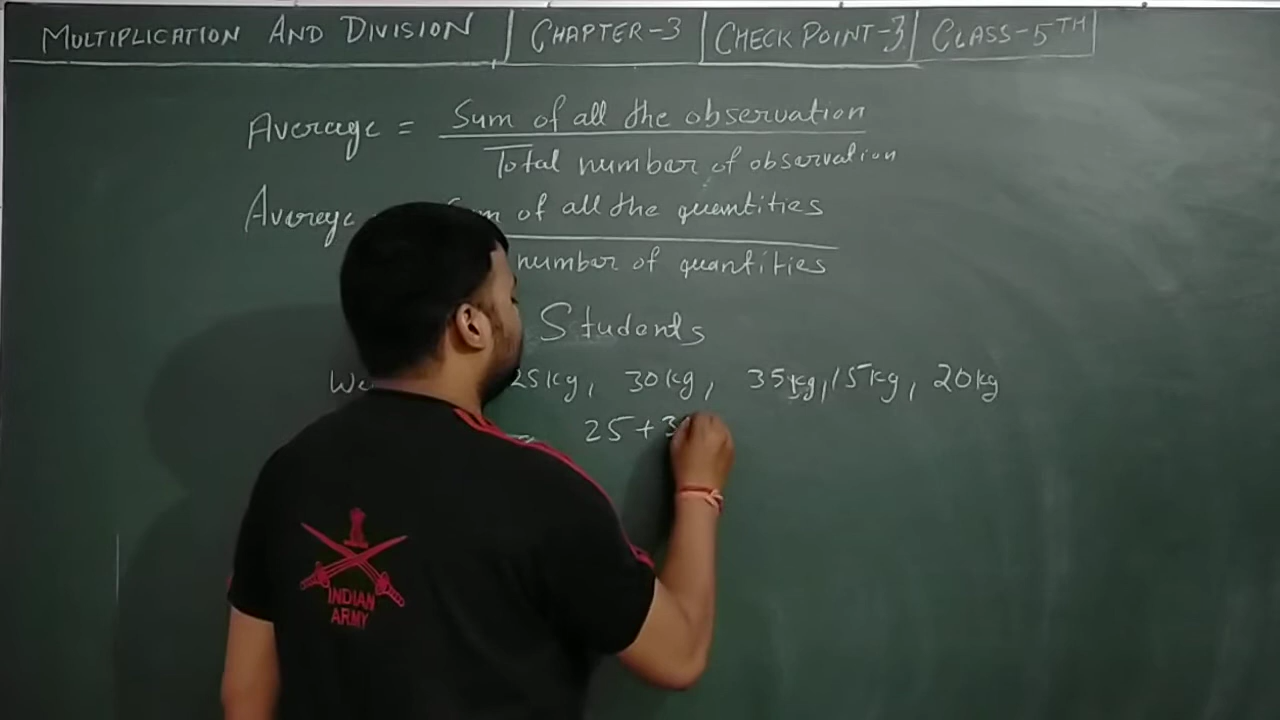 MULTIPLICATION AND DIVISION | CHAPTER-3 | CHECK POINT-3 | CLASS-5TH
Average = Sum of all the observation
Total number of observation
Average of all the quantities
number of quantities
Students
25kg, 30kg, 35kg, 15kg, 20kg
= 25+3
INDIAN
ARMY